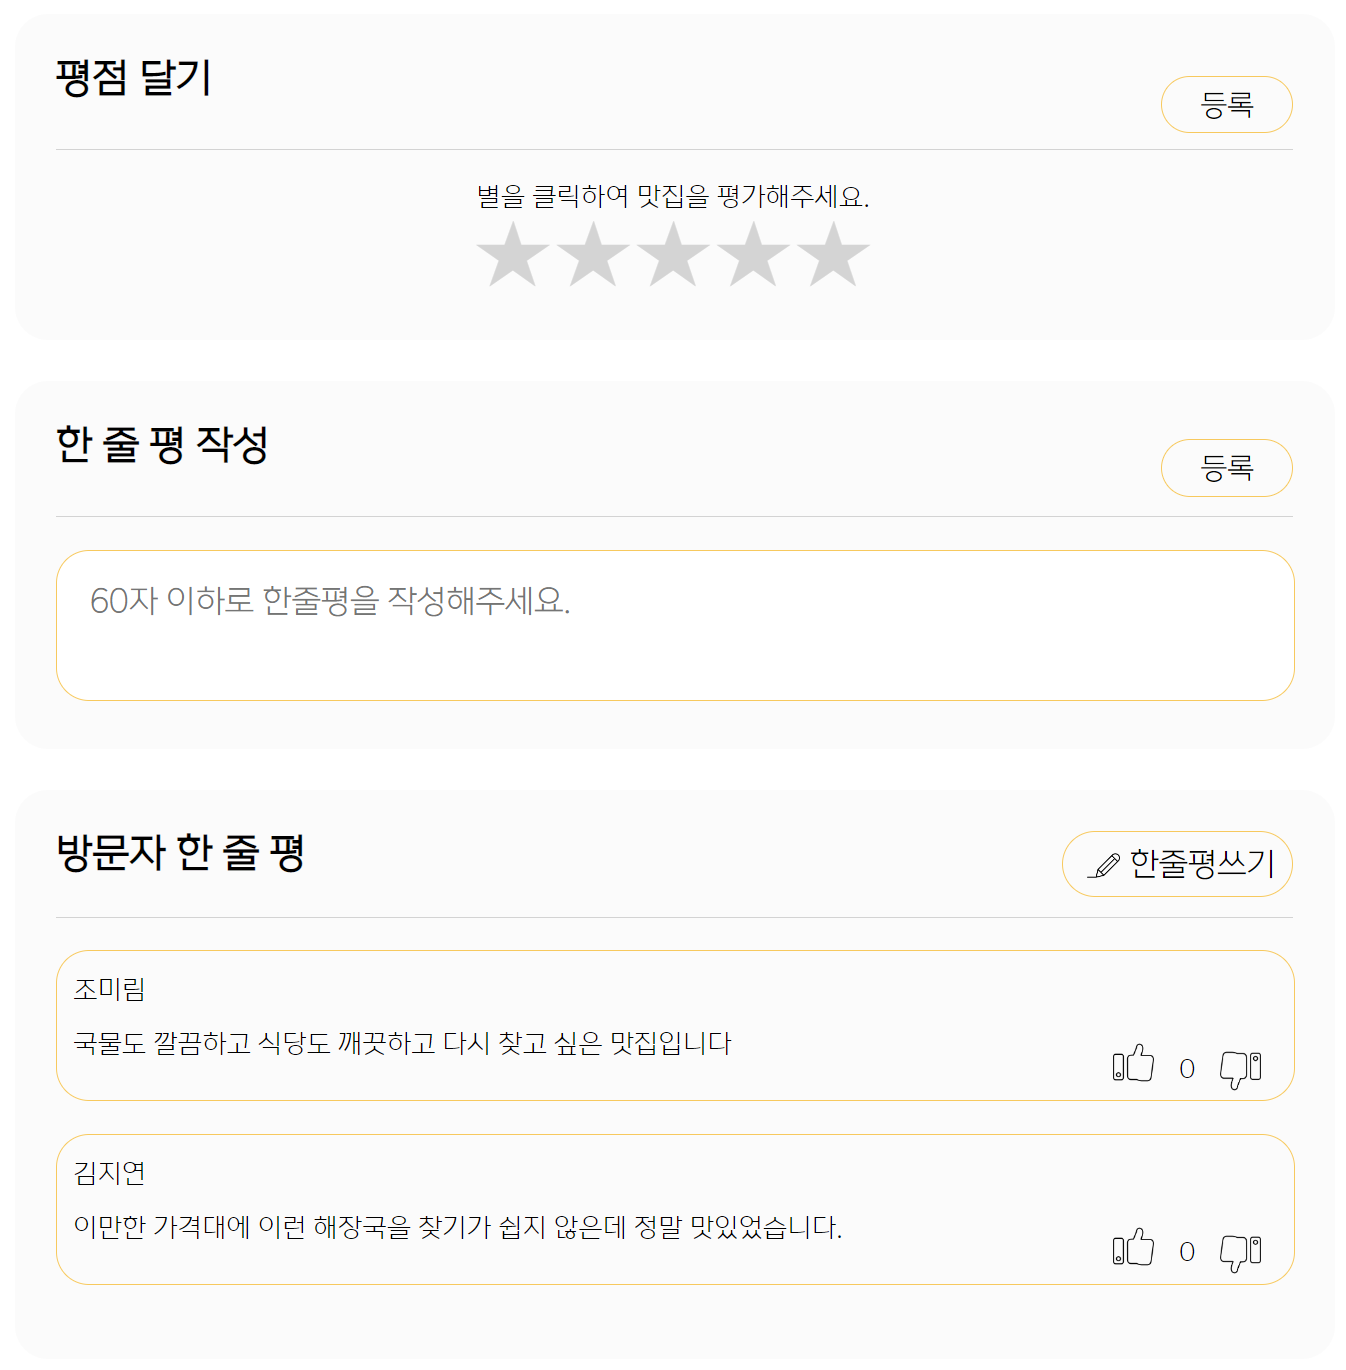 평점 달기
등록
별을 클릭하여 맛집을 평가해주세요.
한 줄 평 작성
등록
60자 이하로 한줄평을 작성해주세요.
방문자 한 줄 평
한줄평쓰기
조미림
국물도 깔끔하고 식당도 깨끗하고 다시 찾고 싶은 맛집입니다
0
김지연
이만한 가격대에 이런 해장국을 찾기가 쉽지 않은데 정말 맛있었습니다.
0